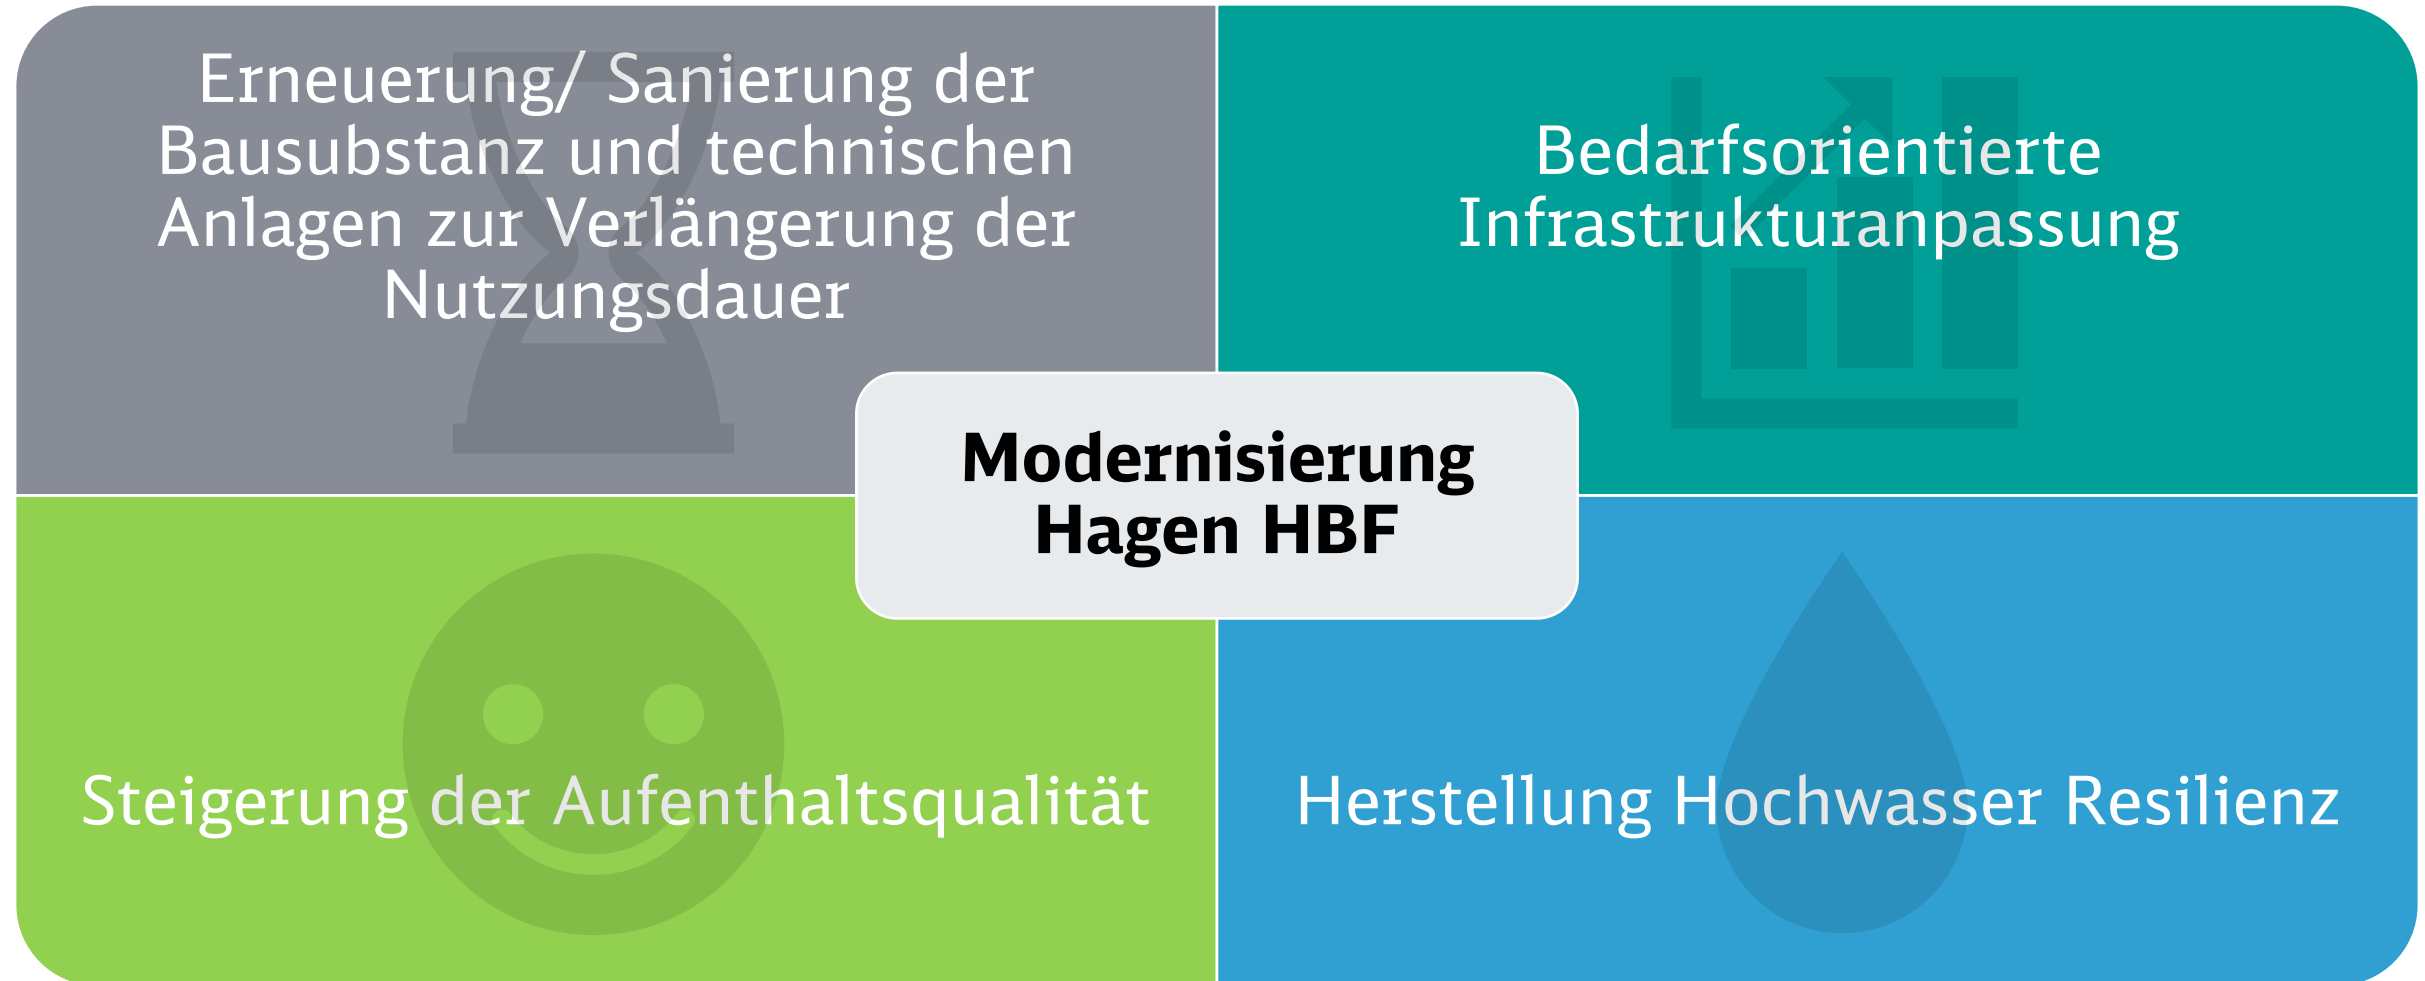 Erneuerung/ Sanierung der
Bausubstanz und technischen
Anlagen zur Verlängerung der
Nutzungsdauer
Bedarfsorientierte
Infrastrukturanpassung
Modernisierung
Hagen HBF
Steigerung der Aufenthaltsqualität
Herstellung Hochwasser Resilienz